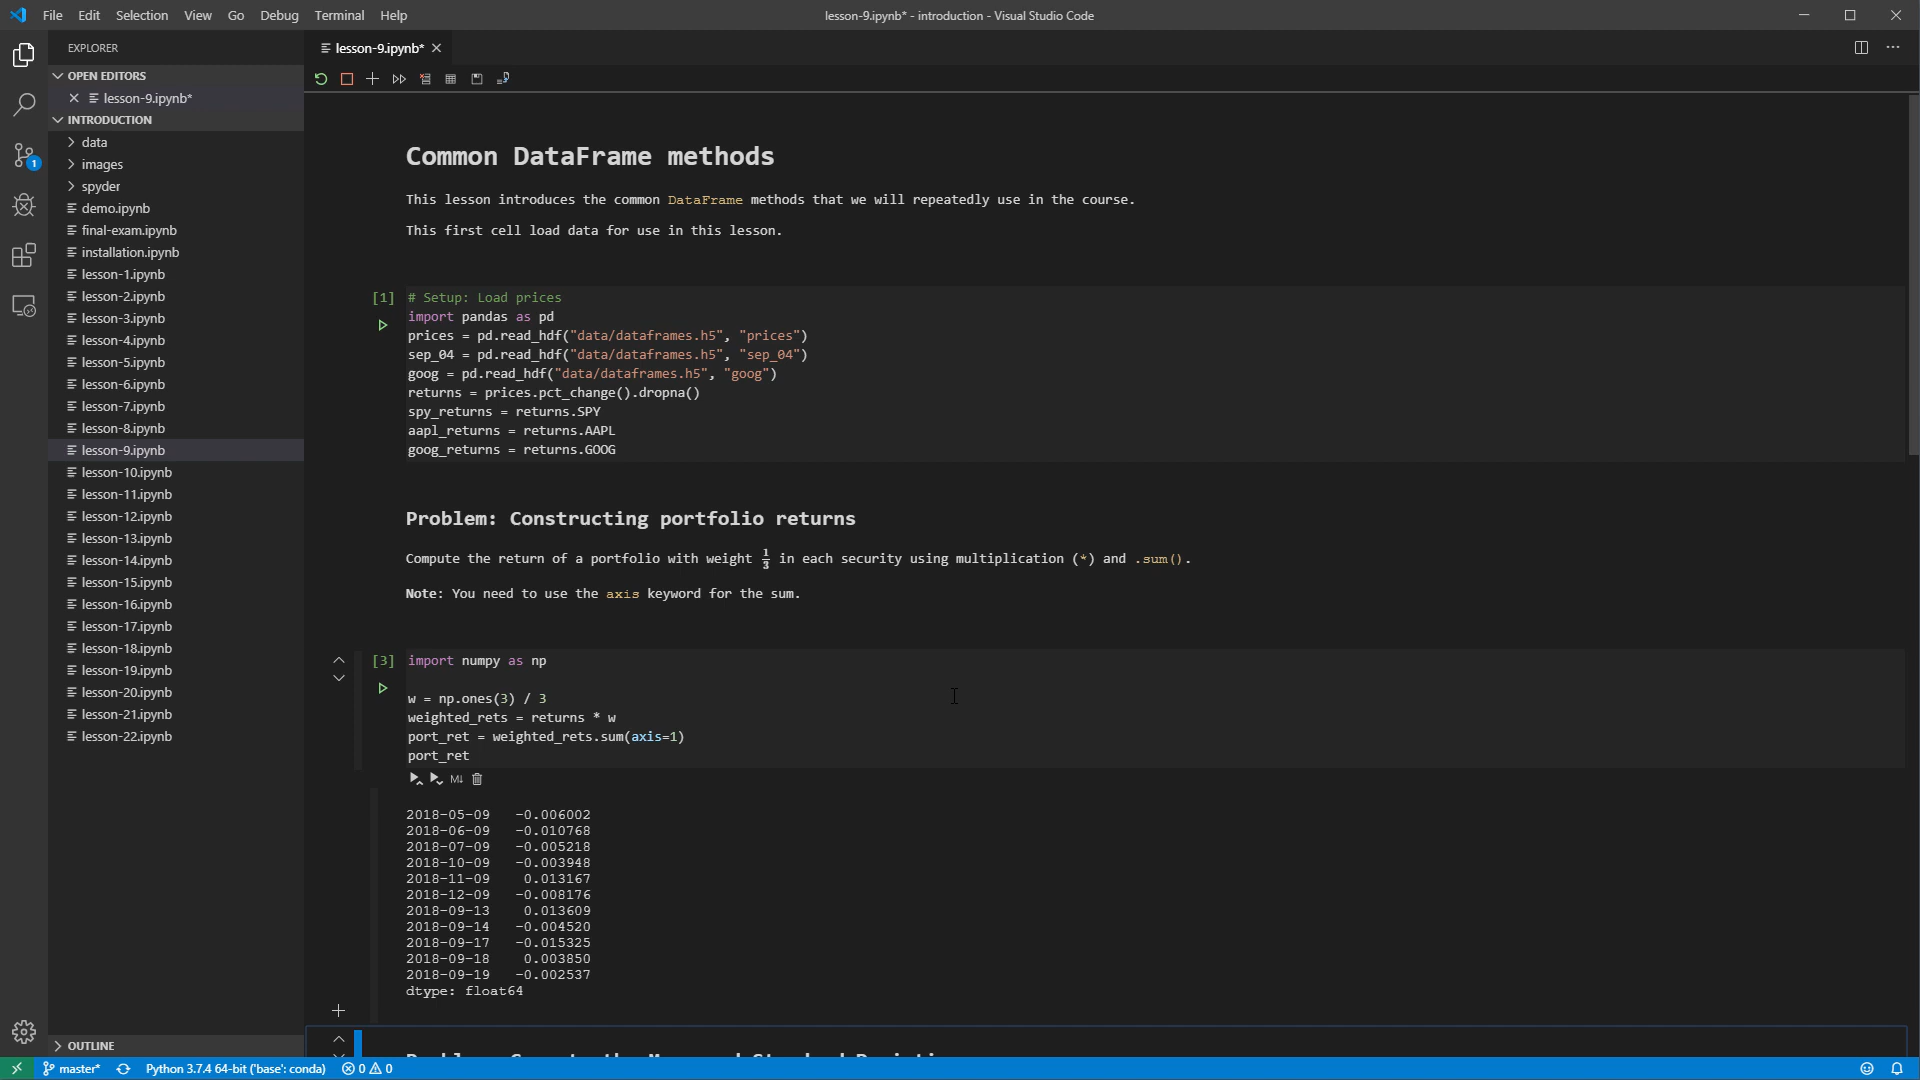 File Edit Selection View Go Debug Terminal Help
lesson-9.ipynb* - introduction - Visual Studio Code
EXPLORER
OPEN EDITORS
lesson-9.ipynb*
INTRODUCTION
data
images
spyder
demo.ipynb
final-exam.ipynb
installation.ipynb
lesson-1.ipynb
lesson-2.ipynb
lesson-3.ipynb
lesson-4.ipynb
lesson-5.ipynb
lesson-6.ipynb
lesson-7.ipynb
lesson-8.ipynb
lesson-9.ipynb
lesson-10.ipynb
lesson-11.ipynb
lesson-12.ipynb
lesson-13.ipynb
lesson-14.ipynb
lesson-15.ipynb
lesson-16.ipynb
lesson-17.ipynb
lesson-18.ipynb
lesson-19.ipynb
lesson-20.ipynb
lesson-21.ipynb
lesson-22.ipynb
OUTLINE
1
lesson-9.ipynb*
Common DataFrame methods
This lesson introduces the common DataFrame methods that we will repeatedly use in the course.
This first cell load data for use in this lesson.
[1] # Setup: Load prices
import pandas as pd
prices = pd.read_hdf("data/dataframes.h5", "prices")
sep_04 = pd.read_hdf("data/dataframes.h5", "sep_04")
goog = pd.read_hdf("data/dataframes.h5", "goog")
returns = prices.pct_change().dropna()
spy_returns = returns.SPY
aapl_returns = returns.AAPL
goog_returns = returns.GOOG
Problem: Constructing portfolio returns
Compute the return of a portfolio with weight 1/3 in each security using multiplication (*) and .sum().
Note: You need to use the axis keyword for the sum.
[3] import numpy as np
w = np.ones(3) / 3
weighted_rets = returns * w
port_ret = weighted_rets.sum(axis=1)
port_ret
M↓
2018-05-09 -0.006002
2018-06-09 -0.010768
2018-07-09 -0.005218
2018-10-09 -0.003948
2018-11-09 0.013167
2018-12-09 -0.008176
2018-09-13 0.013609
2018-09-14 -0.004520
2018-09-17 -0.015325
2018-09-18 0.003850
2018-09-19 -0.002537
dtype: float64
master* Python 3.7.4 64-bit ('base': conda) 0 0